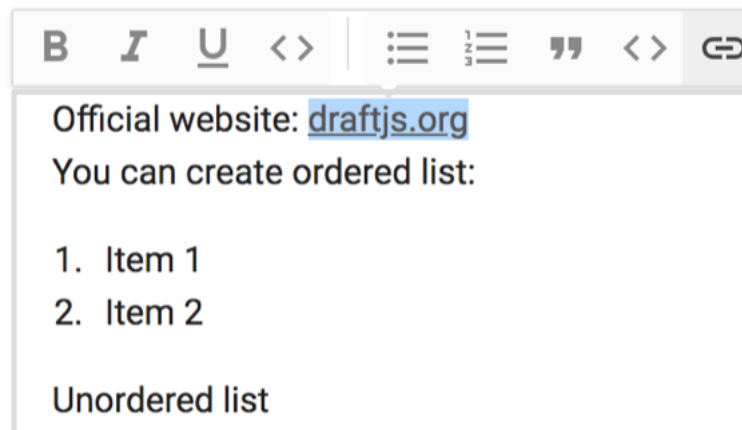 B I U
Official website: draftjs.org
You can create ordered list:
1. Item 1
2. Item 2
Unordered list